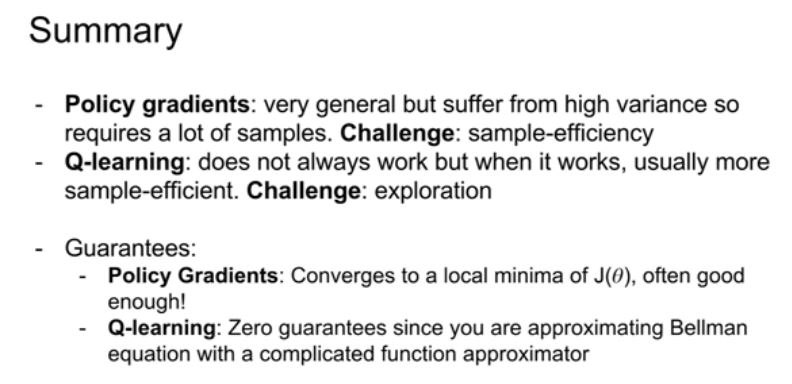 Summary
- Policy gradients: very general but suffer from high variance so
requires a lot of samples. Challenge: sample-efficiency
- Q-learning: does not always work but when it works, usually more
sample-efficient. Challenge: exploration
- Guarantees:
- Policy Gradients: Converges to a local minima of J(θ), often good
enough!
- Q-learning: Zero guarantees since you are approximating Bellman
equation with a complicated function approximator